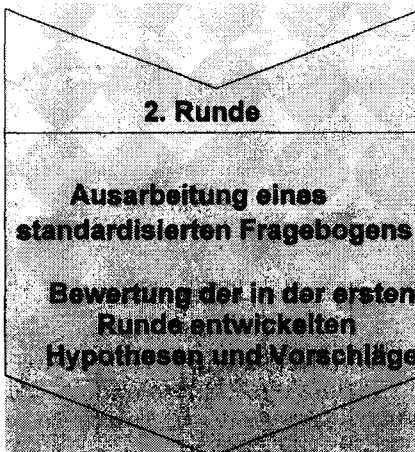 2. Runde
Ausarbeitung eines
standardisierten Fragebogens
Bewertung der in der ersten
Runde entwickelten
Hypothesen und Vorschläge